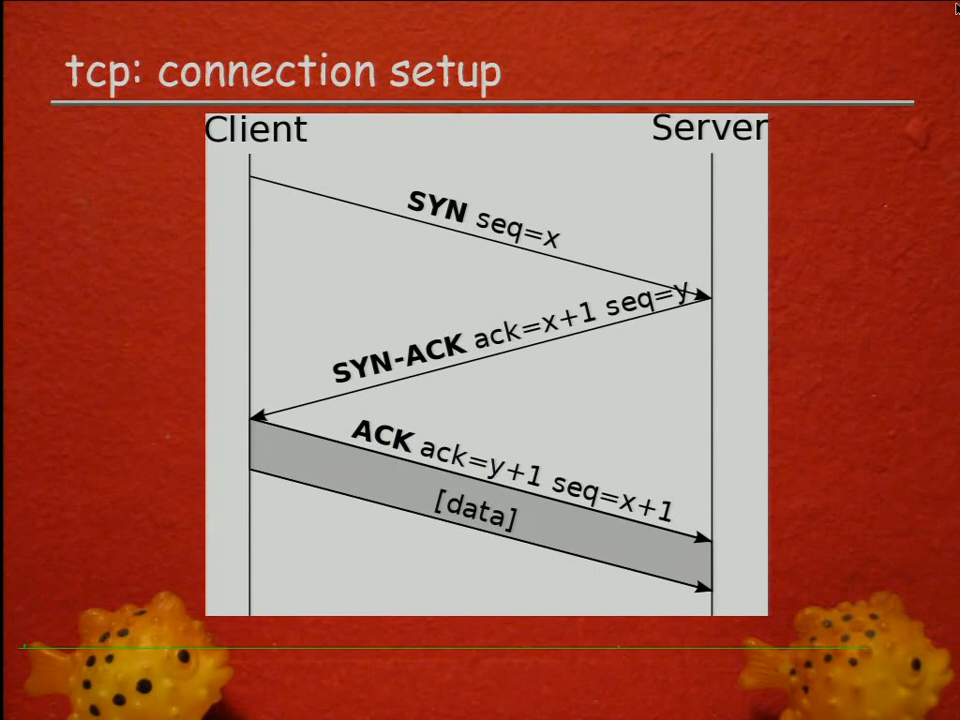 tcp: connection setup
Client
Server
SYN seq=x
SYN-ACK ack=x+1 seq=y
ACK ack=y+1 seq=x+1
[data]